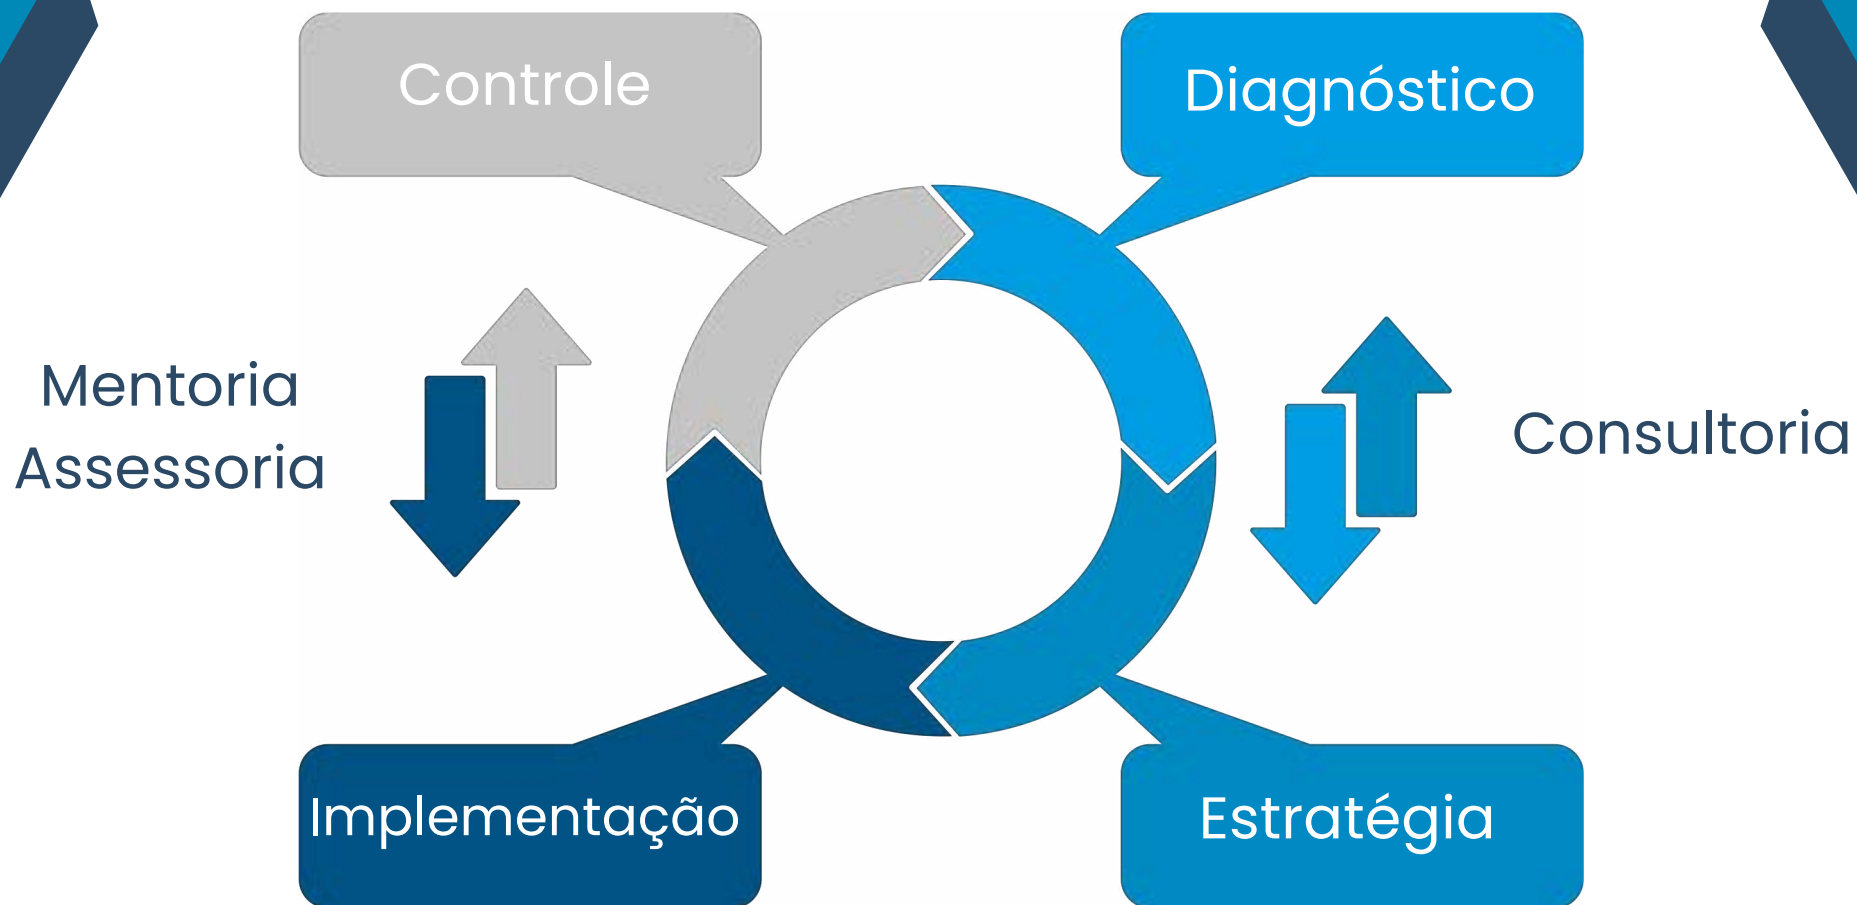 Controle
Diagnóstico
Mentoria
Assessoria
Consultoria
Implementação
Estratégia